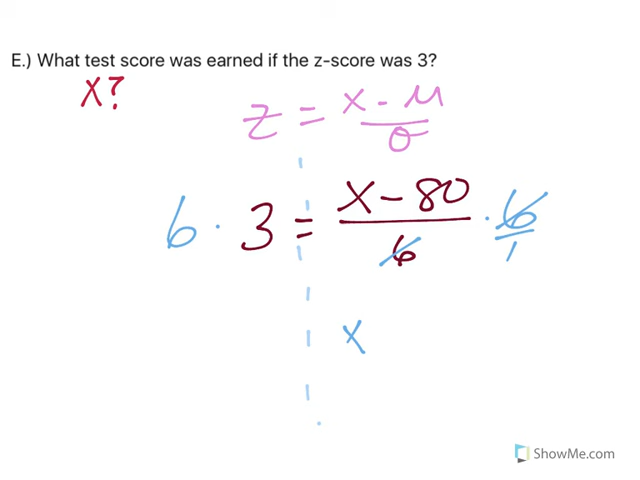 E.) What test score was earned if the z-score was 3?
X?
z = x - μ / σ
6 · 3 = x - 80 / 6 · 6 / 1
x
ShowMe.com